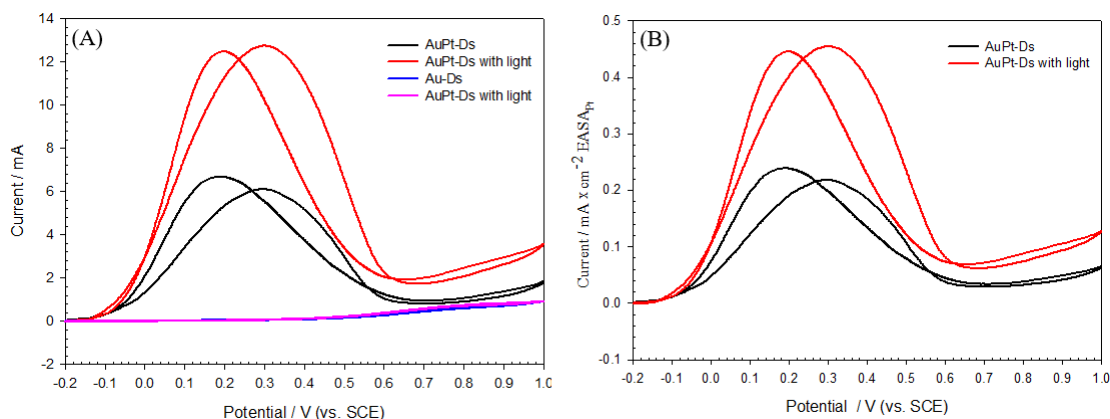 (A)
14
12
10
8
6
4
2
0
-2
Current / mA
AuPt-Ds
AuPt-Ds with light
Au-Ds
AuPt-Ds with light
-0.2 -0.1 0.0 0.1 0.2 0.3 0.4 0.5 0.6 0.7 0.8 0.9 1.0
Potential / V (vs. SCE)
(B)
0.5
0.4
0.3
0.2
0.1
0.0
-0.1
Current / mA x cm-2 EASAPt
AuPt-Ds
AuPt-Ds with light
-0.2 -0.1 0.0 0.1 0.2 0.3 0.4 0.5 0.6 0.7 0.8 0.9 1.0
Potential / V (vs. SCE)